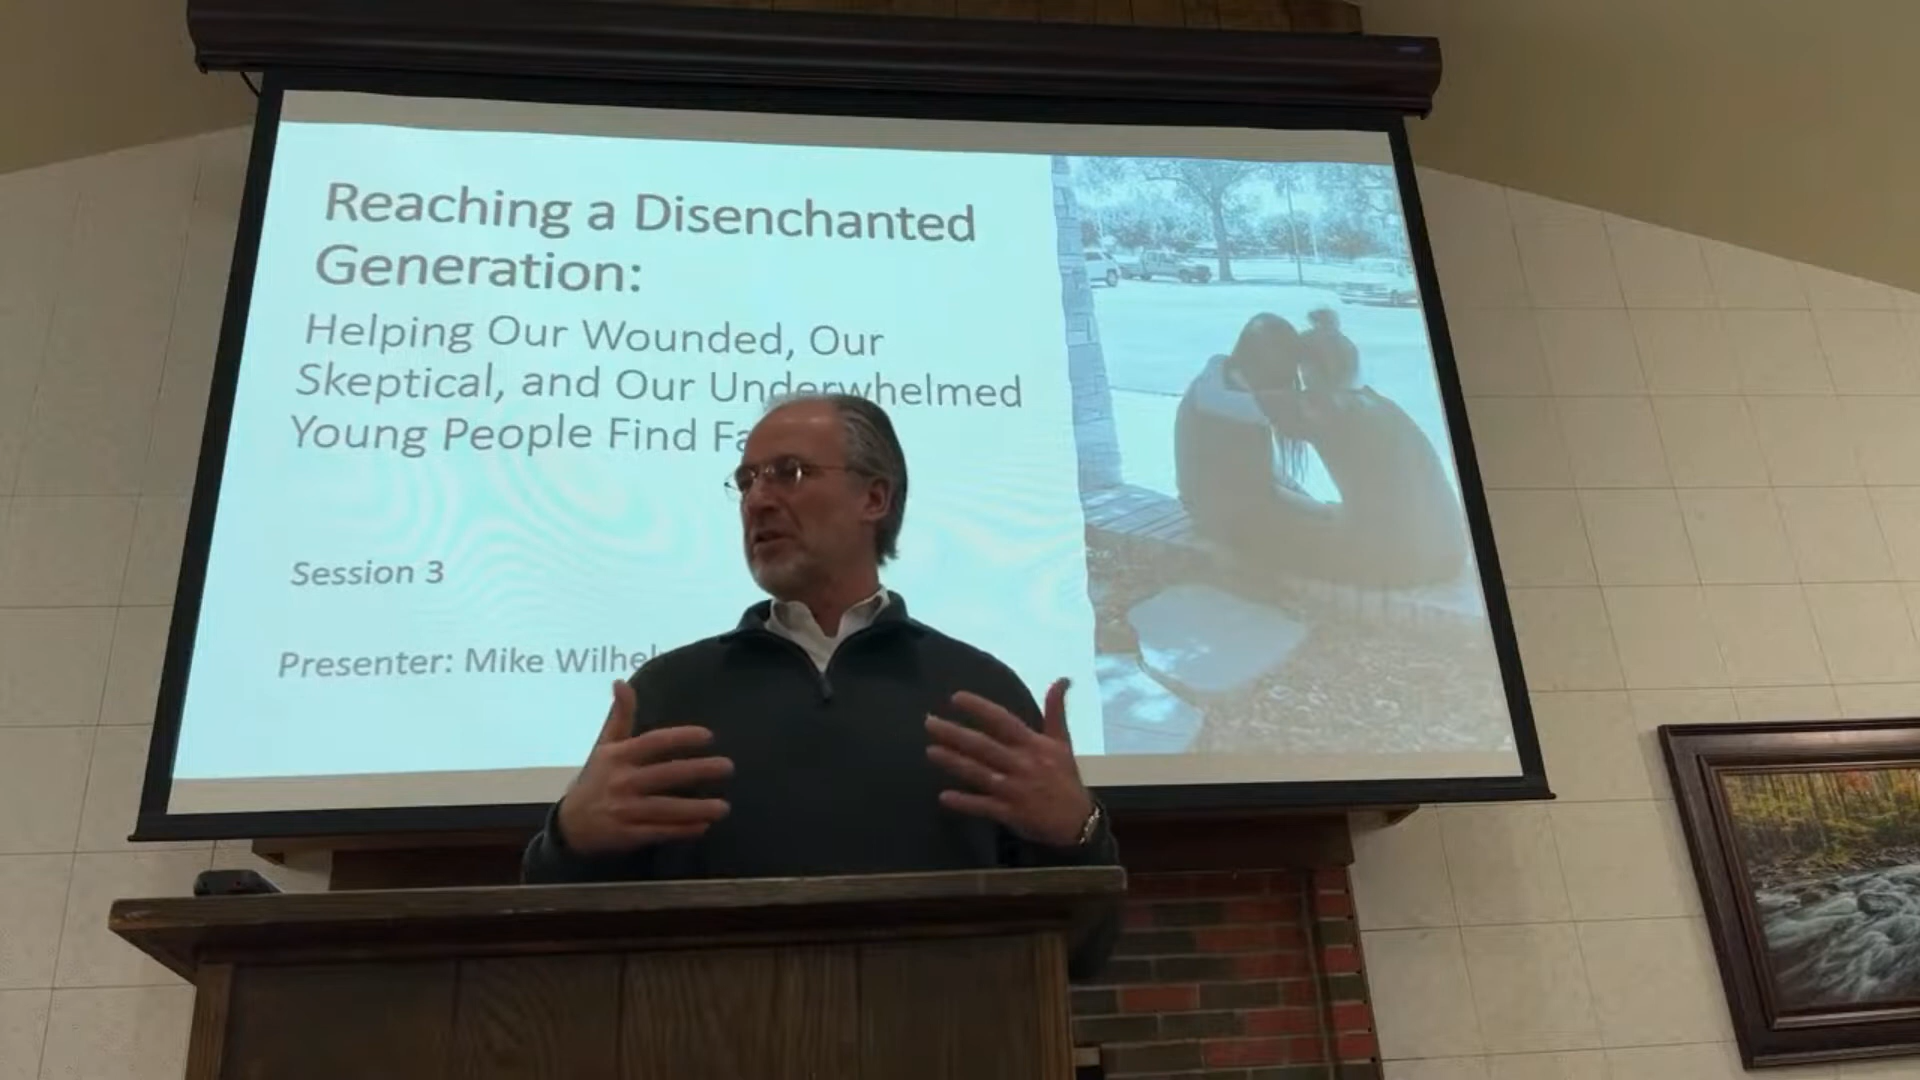 Reaching a Disenchanted
Generation:
Helping Our Wounded, Our
Skeptical, and Our Underwhelmed
Young People Find
Session 3
Presenter: Mike